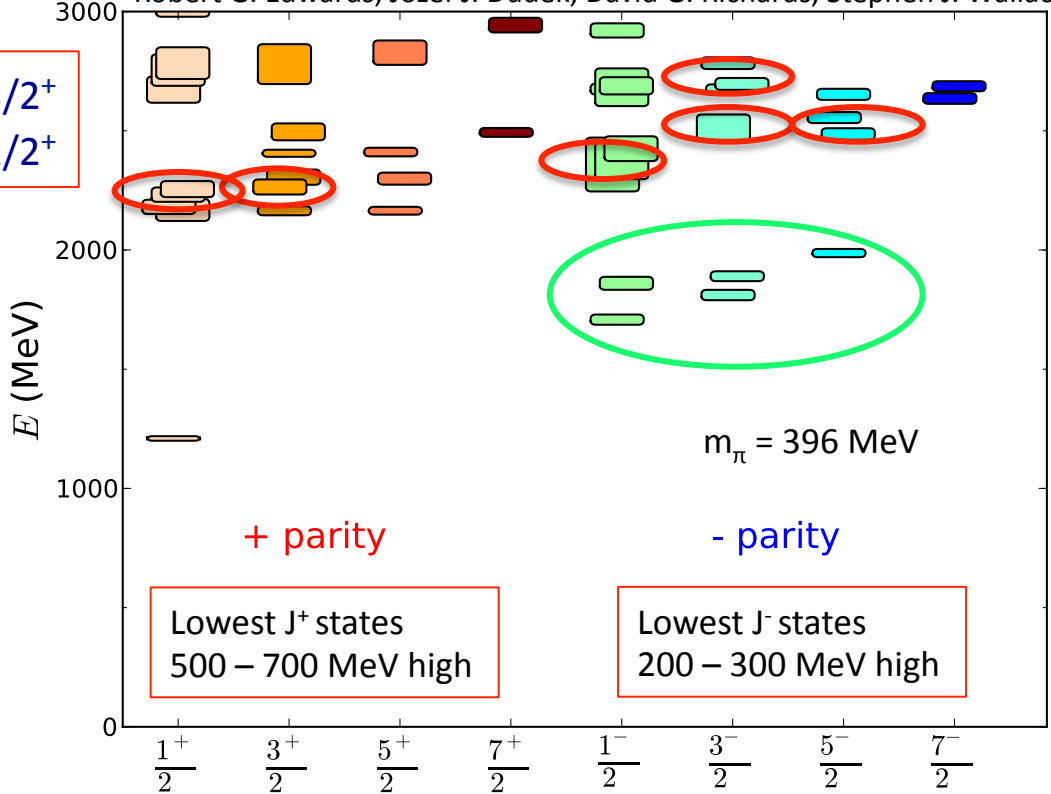 3000
/2⁺
/2⁺
2000
E (MeV)
m_π = 396 MeV
1000
+ parity
- parity
Lowest J⁺ states
500 – 700 MeV high
Lowest J⁻ states
200 – 300 MeV high
0
1⁺/2 3⁺/2 5⁺/2 7⁺/2 1⁻/2 3⁻/2 5⁻/2 7⁻/2